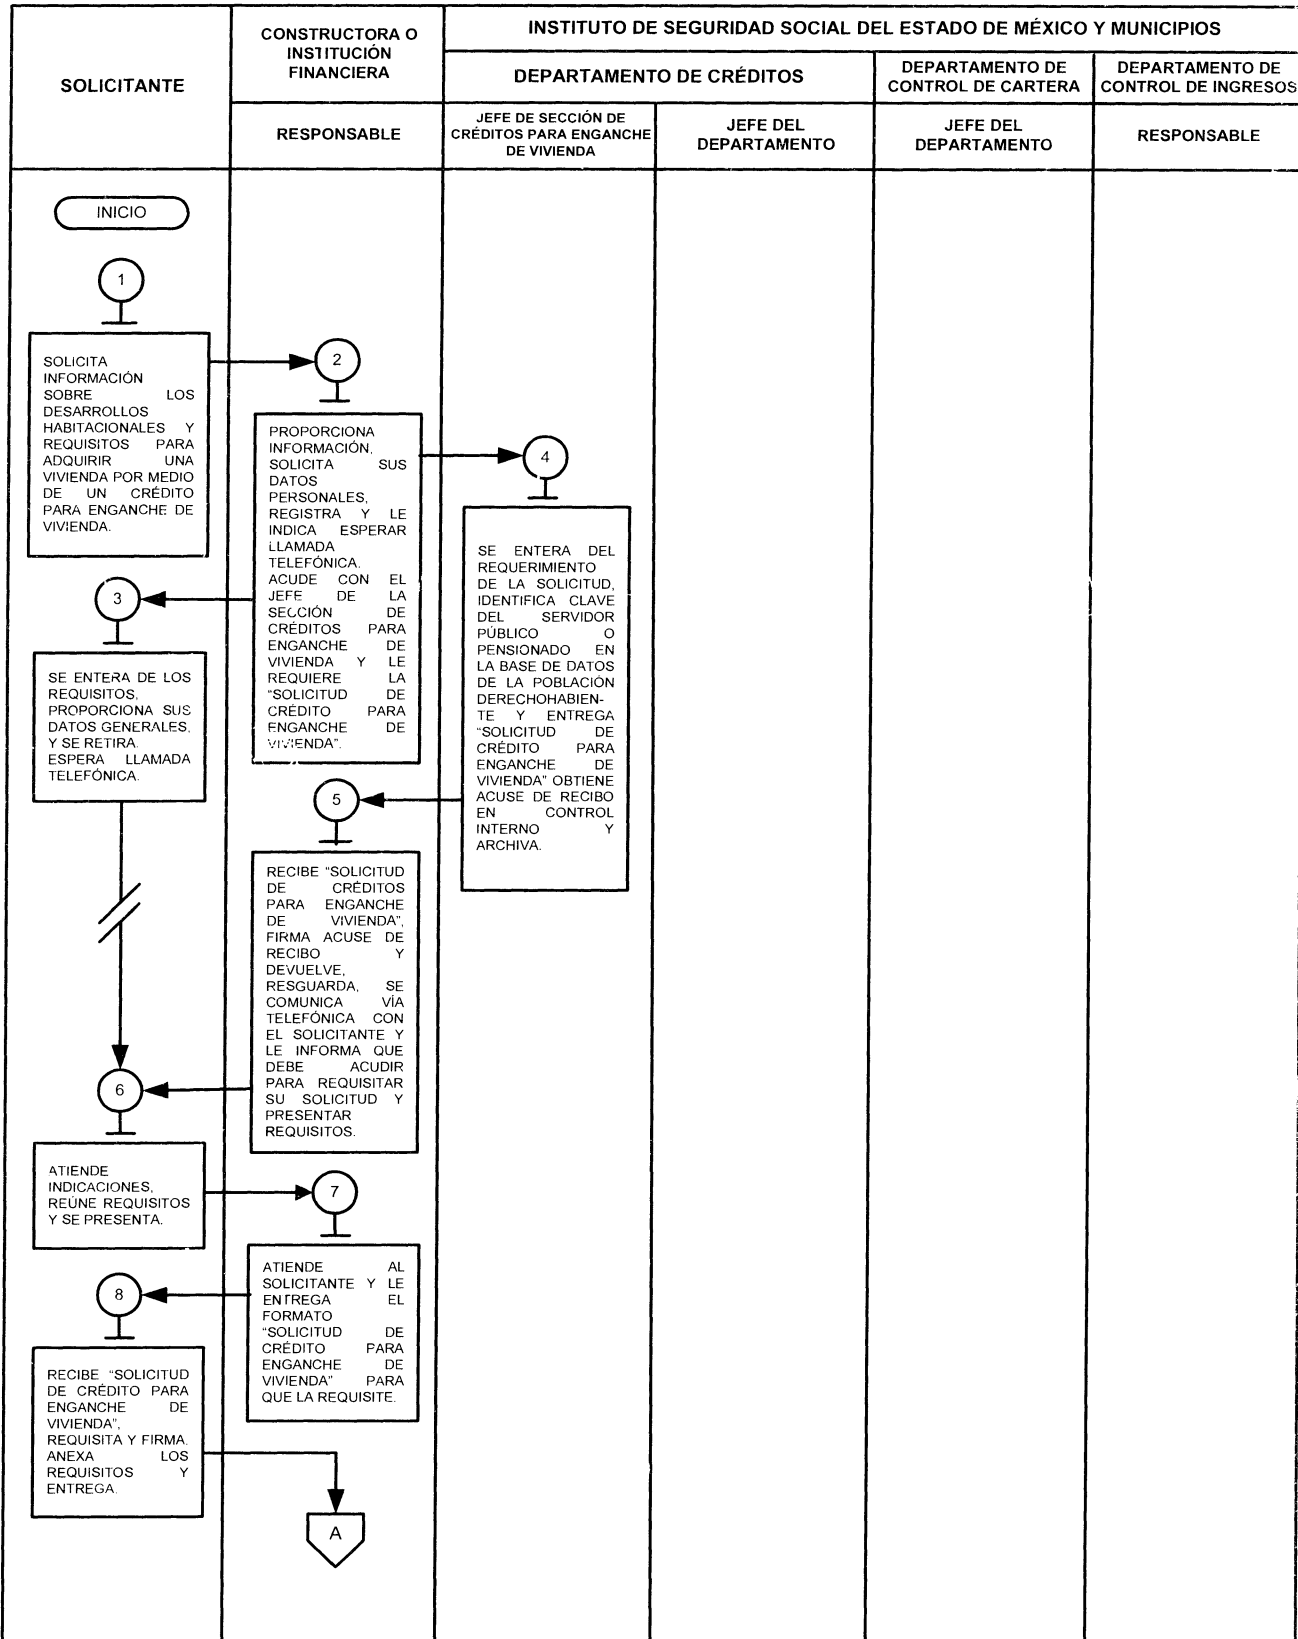 SOLICITANTE
CONSTRUCTORA O
INSTITUCIÓN
FINANCIERA
RESPONSABLE
INSTITUTO DE SEGURIDAD SOCIAL DEL ESTADO DE MÉXICO Y MUNICIPIOS
DEPARTAMENTO DE CRÉDITOS
DEPARTAMENTO DE
CONTROL DE CARTERA
DEPARTAMENTO DE
CONTROL DE INGRESOS
JEFE DE SECCIÓN DE
CRÉDITOS PARA ENGANCHE
DE VIVIENDA
JEFE DEL
DEPARTAMENTO
JEFE DEL
DEPARTAMENTO
RESPONSABLE
INICIO
1
SOLICITA
INFORMACIÓN
SOBRE LOS
DESARROLLOS
HABITACIONALES Y
REQUISITOS PARA
ADQUIRIR UNA
VIVIENDA POR MEDIO
DE UN CRÉDITO
PARA ENGANCHE DE
VIVIENDA.
2
PROPORCIONA
INFORMACIÓN,
SOLICITA SUS
DATOS
PERSONALES,
REGISTRA Y LE
INDICA ESPERAR
LLAMADA
TELEFÓNICA.
ACUDE CON EL
JEFE DE LA
SECCIÓN DE
CRÉDITOS PARA
ENGANCHE DE
VIVIENDA Y LE
REQUIERE LA
“SOLICITUD DE
CRÉDITO PARA
ENGANCHE DE
VIVIENDA”.
3
SE ENTERA DE LOS
REQUISITOS,
PROPORCIONA SUS
DATOS GENERALES,
Y SE RETIRA.
ESPERA LLAMADA
TELEFÓNICA.
4
SE ENTERA DEL
REQUERIMIENTO
DE LA SOLICITUD,
IDENTIFICA CLAVE
DEL SERVIDOR
PÚBLICO O
PENSIONADO EN
LA BASE DE DATOS
DE LA POBLACIÓN
DERECHOHABIEN-
TE Y ENTREGA
“SOLICITUD DE
CRÉDITO PARA
ENGANCHE DE
VIVIENDA” OBTIENE
ACUSE DE RECIBO
EN CONTROL
INTERNO Y
ARCHIVA.
5
RECIBE “SOLICITUD
DE CRÉDITOS
PARA ENGANCHE
DE VIVIENDA”,
FIRMA ACUSE DE
RECIBO Y
DEVUELVE,
RESGUARDA, SE
COMUNICA VÍA
TELEFÓNICA CON
EL SOLICITANTE Y
LE INFORMA QUE
DEBE ACUDIR
PARA REQUISITAR
SU SOLICITUD Y
PRESENTAR
REQUISITOS.
6
ATIENDE
INDICACIONES,
REÚNE REQUISITOS
Y SE PRESENTA.
7
ATIENDE AL
SOLICITANTE Y LE
ENTREGA EL
FORMATO
“SOLICITUD DE
CRÉDITO PARA
ENGANCHE DE
VIVIENDA” PARA
QUE LA REQUISITE.
8
RECIBE “SOLICITUD
DE CRÉDITO PARA
ENGANCHE DE
VIVIENDA”,
REQUISITA Y FIRMA.
ANEXA LOS
REQUISITOS Y
ENTREGA.
A